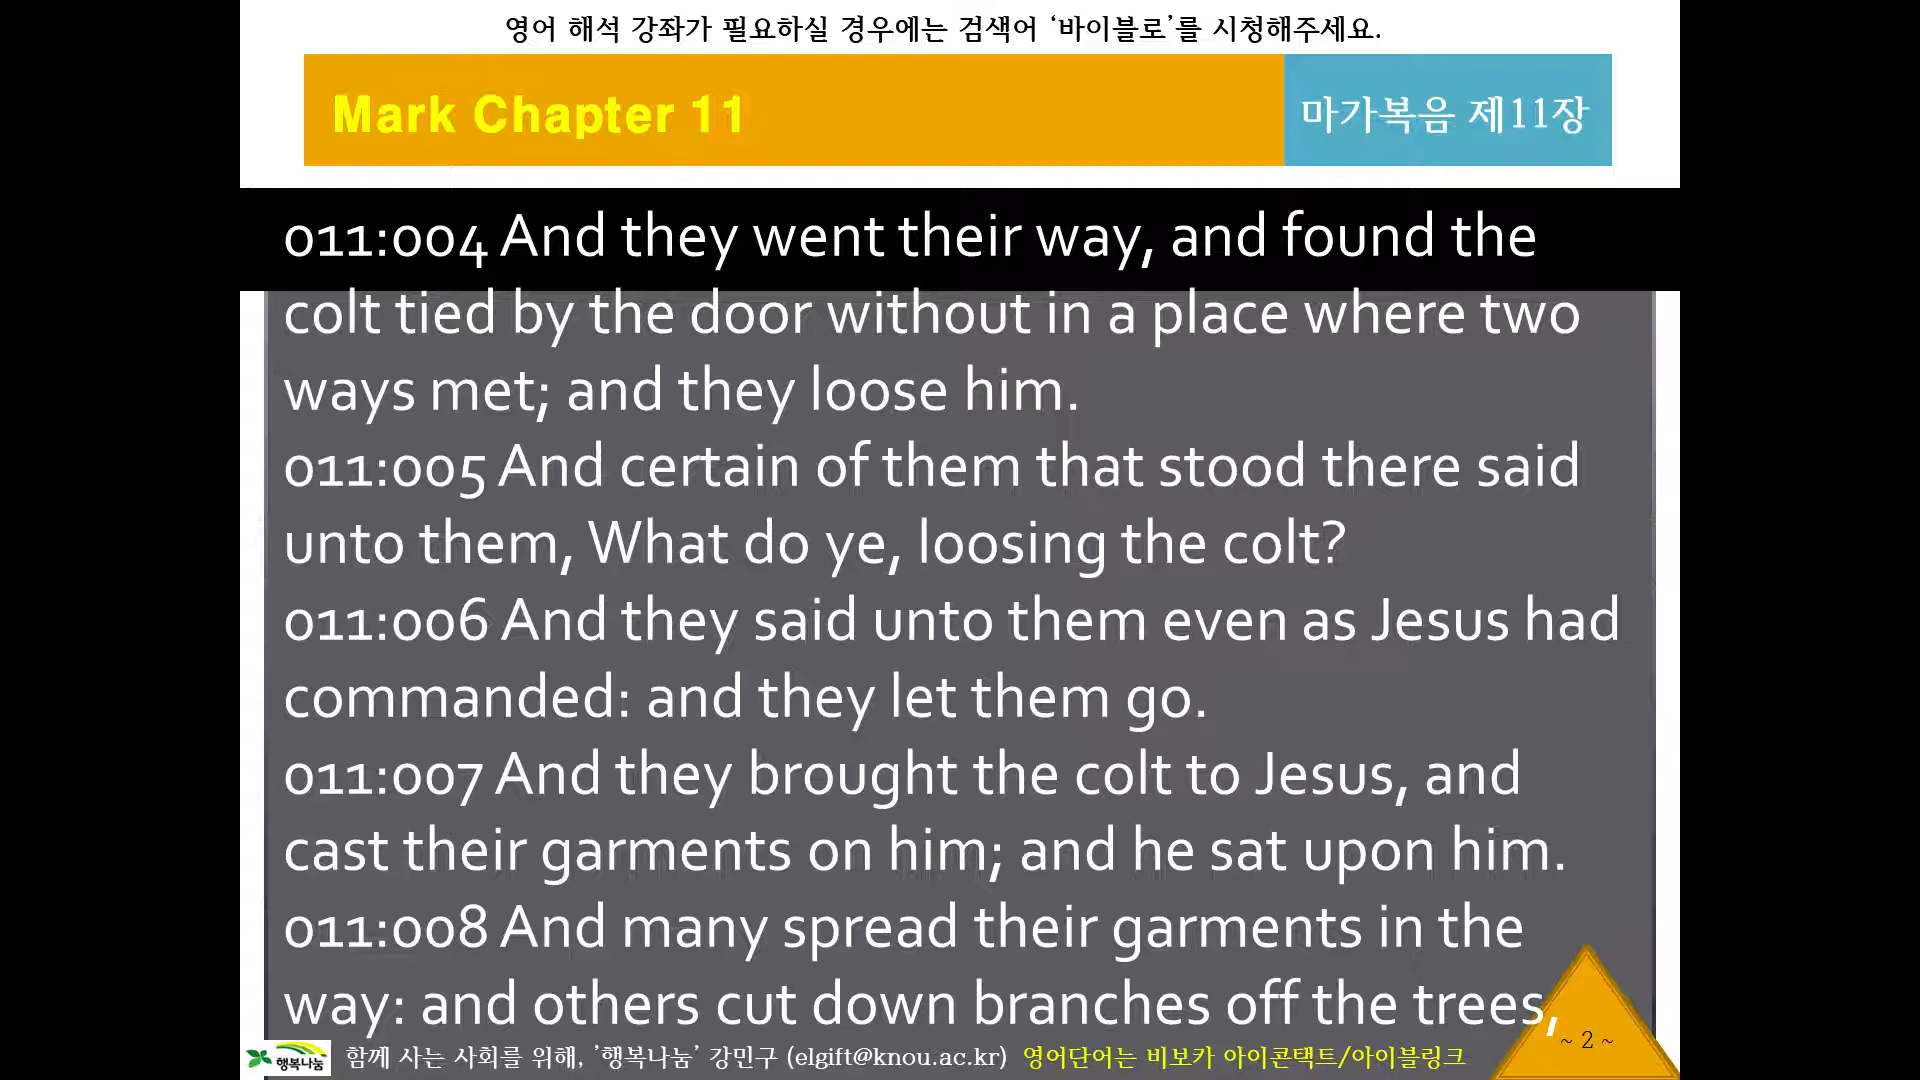 영어 해석 강좌가 필요하실 경우에는 검색어 ‘바이블로’를 시청해주세요.
Mark Chapter 11
마가복음 제11장
011:004 And they went their way, and found the
colt tied by the door without in a place where two
ways met; and they loose him.
011:005 And certain of them that stood there said
unto them, What do ye, loosing the colt?
011:006 And they said unto them even as Jesus had
commanded: and they let them go.
011:007 And they brought the colt to Jesus, and
cast their garments on him; and he sat upon him.
011:008 And many spread their garments in the
way: and others cut down branches off the trees,
~ 2 ~
행복나눔 함께 사는 사회를 위해, ’행복나눔’ 강민구 (elgift@knou.ac.kr) 영어단어는 비보카 아이콘택트/아이블링크